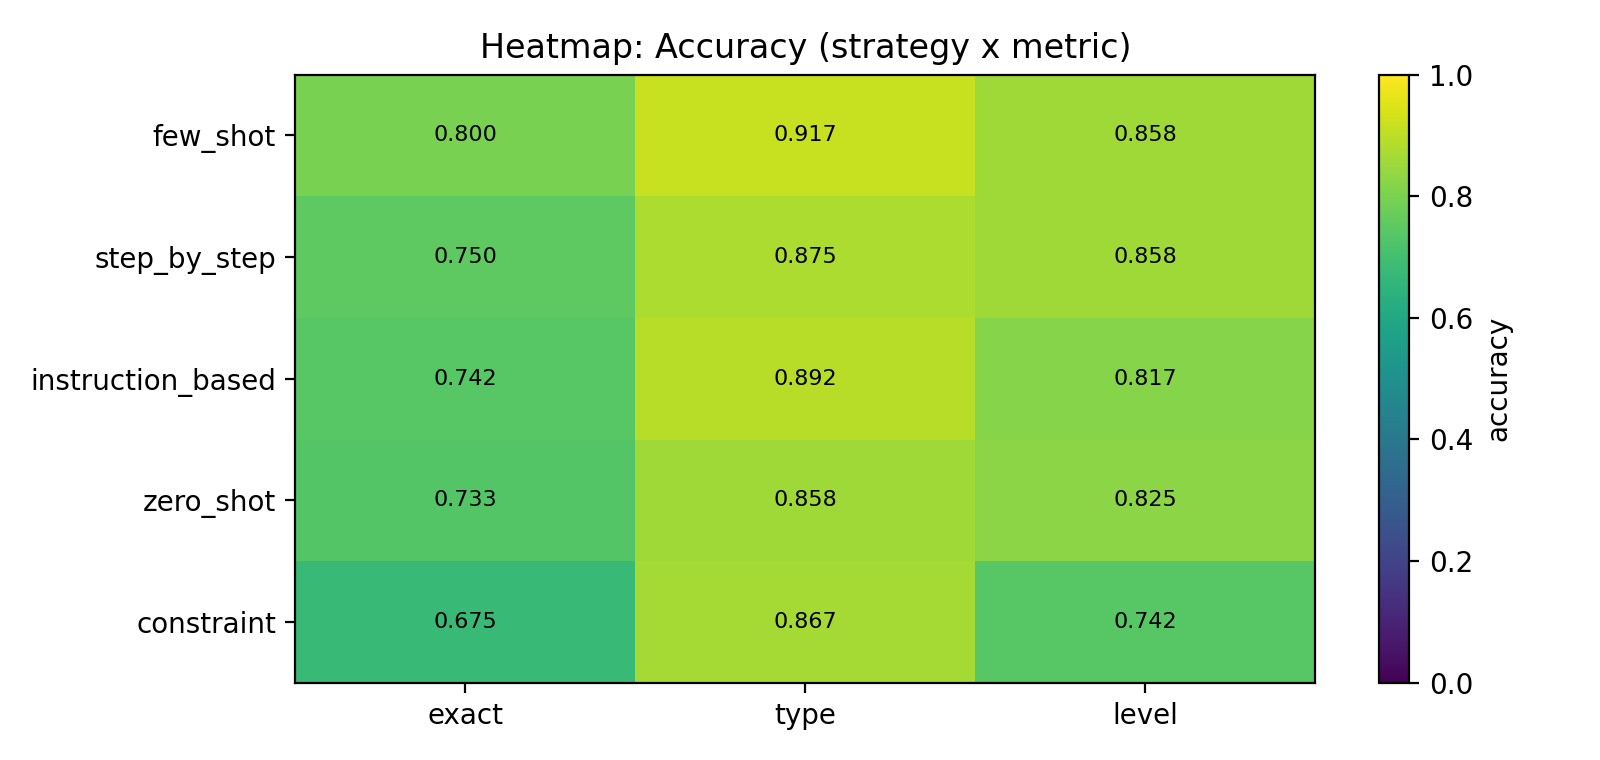 Heatmap: Accuracy (strategy x metric)
few_shot 0.800 0.917 0.858
step_by_step 0.750 0.875 0.858
instruction_based 0.742 0.892 0.817
zero_shot 0.733 0.858 0.825
constraint 0.675 0.867 0.742
exact type level
1.0
0.8
0.6
0.4
0.2
0.0
accuracy